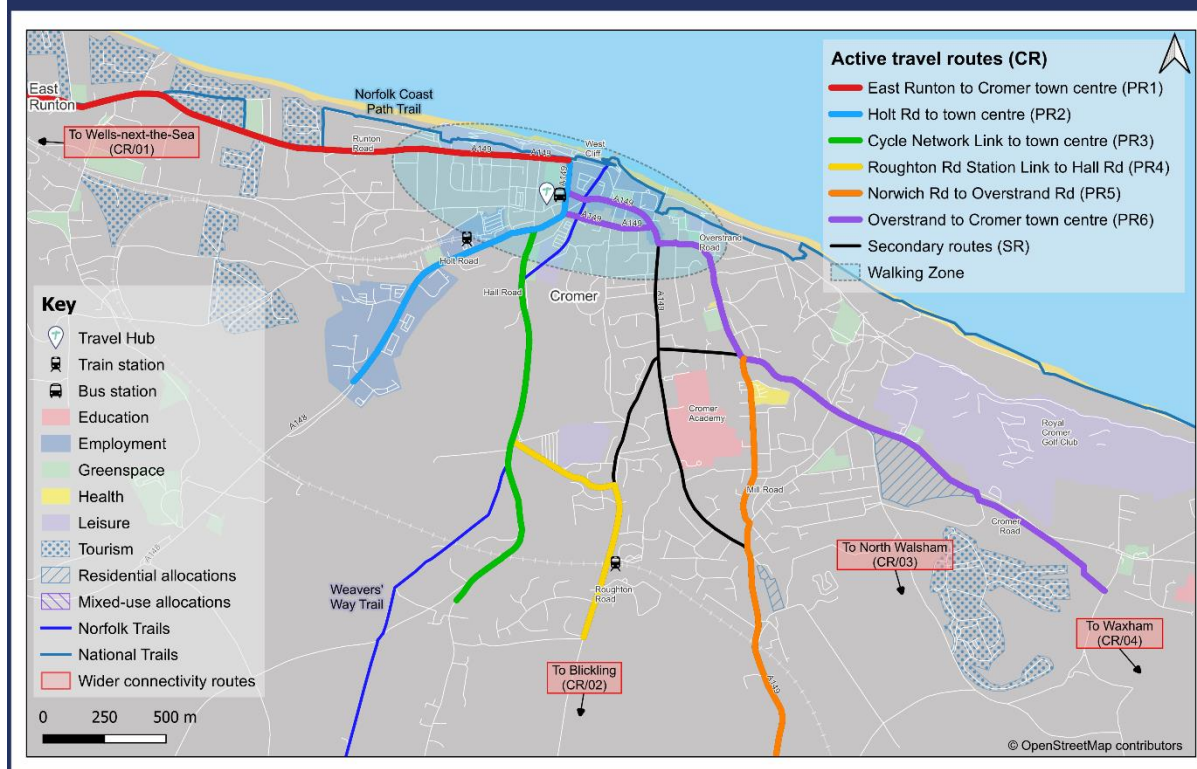 East
Runton
To Wells-next-the-Sea
(CR/01)
Norfolk Coast
Path Trail
Runton
Road
A149
A149
West
Cliff
A149
A149
A149
Overstrand
Road
Holt Road
Hall Road
Cromer
A149
A148
A148
Cromer
Academy
Royal
Cromer
Golf Club
Mill Road
Cromer
Road
Weavers'
Way Trail
Roughton
Road
A149
To North Walsham
(CR/03)
To Waxham
(CR/04)
To Blickling
(CR/02)
Active travel routes (CR)
East Runton to Cromer town centre (PR1)
Holt Rd to town centre (PR2)
Cycle Network Link to town centre (PR3)
Roughton Rd Station Link to Hall Rd (PR4)
Norwich Rd to Overstrand Rd (PR5)
Overstrand to Cromer town centre (PR6)
Secondary routes (SR)
Walking Zone
Key
Travel Hub
Train station
Bus station
Education
Employment
Greenspace
Health
Leisure
Tourism
Residential allocations
Mixed-use allocations
Norfolk Trails
National Trails
Wider connectivity routes
0 250 500 m
© OpenStreetMap contributors